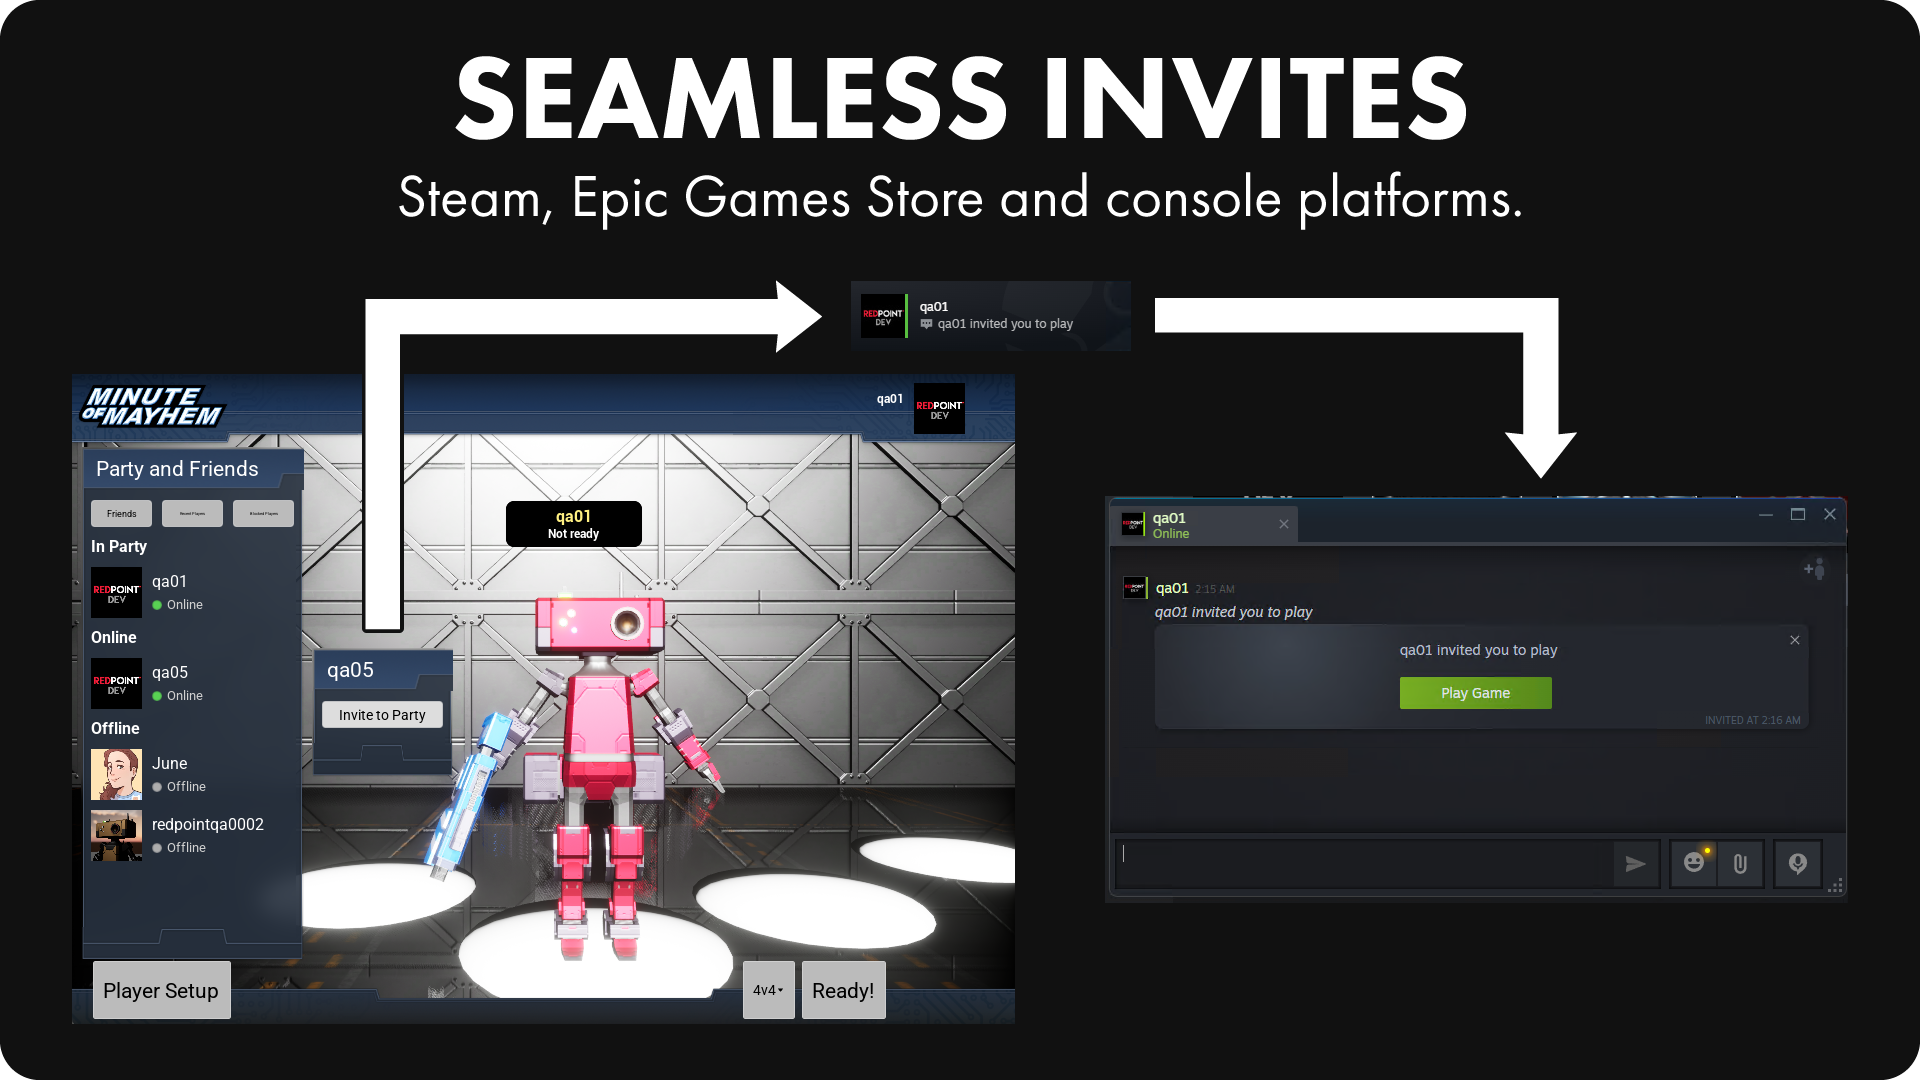 SEAMLESS INVITES
Steam, Epic Games Store and console platforms.
qa01
qa01 invited you to play
REDPOINT
DEV
MINUTE
OF MAYHEM
qa01
REDPOINT
DEV
Party and Friends
Friends
Recent Players
Blocked Players
In Party
REDPOINT
DEV
qa01
Online
Online
REDPOINT
DEV
qa05
Online
Offline
June
Offline
redpointqa0002
Offline
qa01
Not ready
qa05
Invite to Party
Player Setup
4v4
Ready!
qa01
Online
qa01 2:15 AM
qa01 invited you to play
qa01 invited you to play
Play Game
INVITED AT 2:16 AM